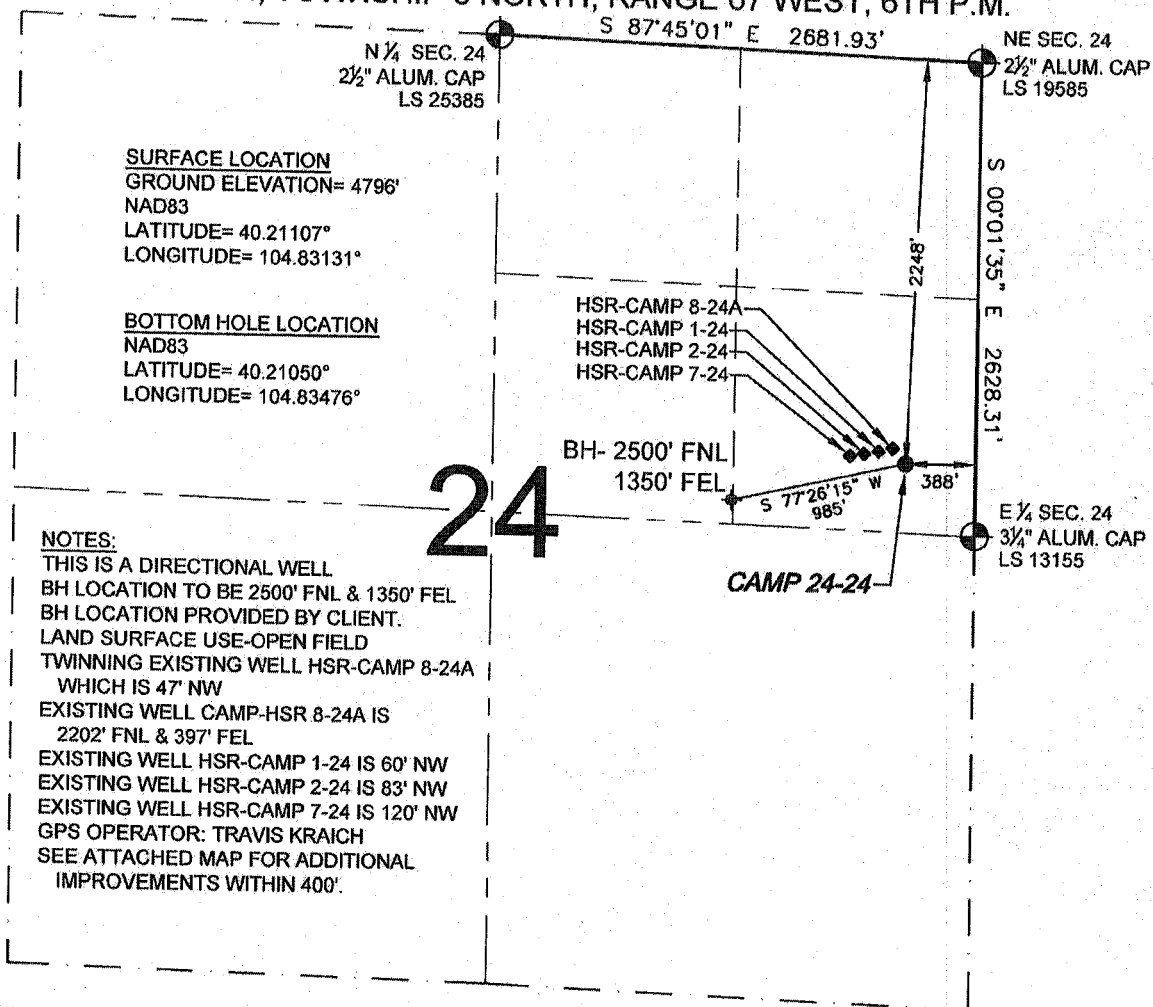 TOWNSHIP 3 NORTH, RANGE 67 WEST, 6TH P.M.
S 87°45'01" E 2681.93'
N ¼ SEC. 24
2½" ALUM. CAP
LS 25385
NE SEC. 24
2½" ALUM. CAP
LS 19585
SURFACE LOCATION
GROUND ELEVATION= 4796'
NAD83
LATITUDE= 40.21107°
LONGITUDE= 104.83131°
BOTTOM HOLE LOCATION
NAD83
LATITUDE= 40.21050°
LONGITUDE= 104.83476°
S 00°01'35" E 2628.31'
2248'
HSR-CAMP 8-24A
HSR-CAMP 1-24
HSR-CAMP 2-24
HSR-CAMP 7-24
BH- 2500' FNL
1350' FEL
S 77°26'15" W
985'
388'
24
E ¼ SEC. 24
3¼" ALUM. CAP
LS 13155
CAMP 24-24
NOTES:
THIS IS A DIRECTIONAL WELL
BH LOCATION TO BE 2500' FNL & 1350' FEL
BH LOCATION PROVIDED BY CLIENT.
LAND SURFACE USE-OPEN FIELD
TWINNING EXISTING WELL HSR-CAMP 8-24A
WHICH IS 47' NW
EXISTING WELL CAMP-HSR 8-24A IS
2202' FNL & 397' FEL
EXISTING WELL HSR-CAMP 1-24 IS 60' NW
EXISTING WELL HSR-CAMP 2-24 IS 83' NW
EXISTING WELL HSR-CAMP 7-24 IS 120' NW
GPS OPERATOR: TRAVIS KRAICH
SEE ATTACHED MAP FOR ADDITIONAL
IMPROVEMENTS WITHIN 400'.